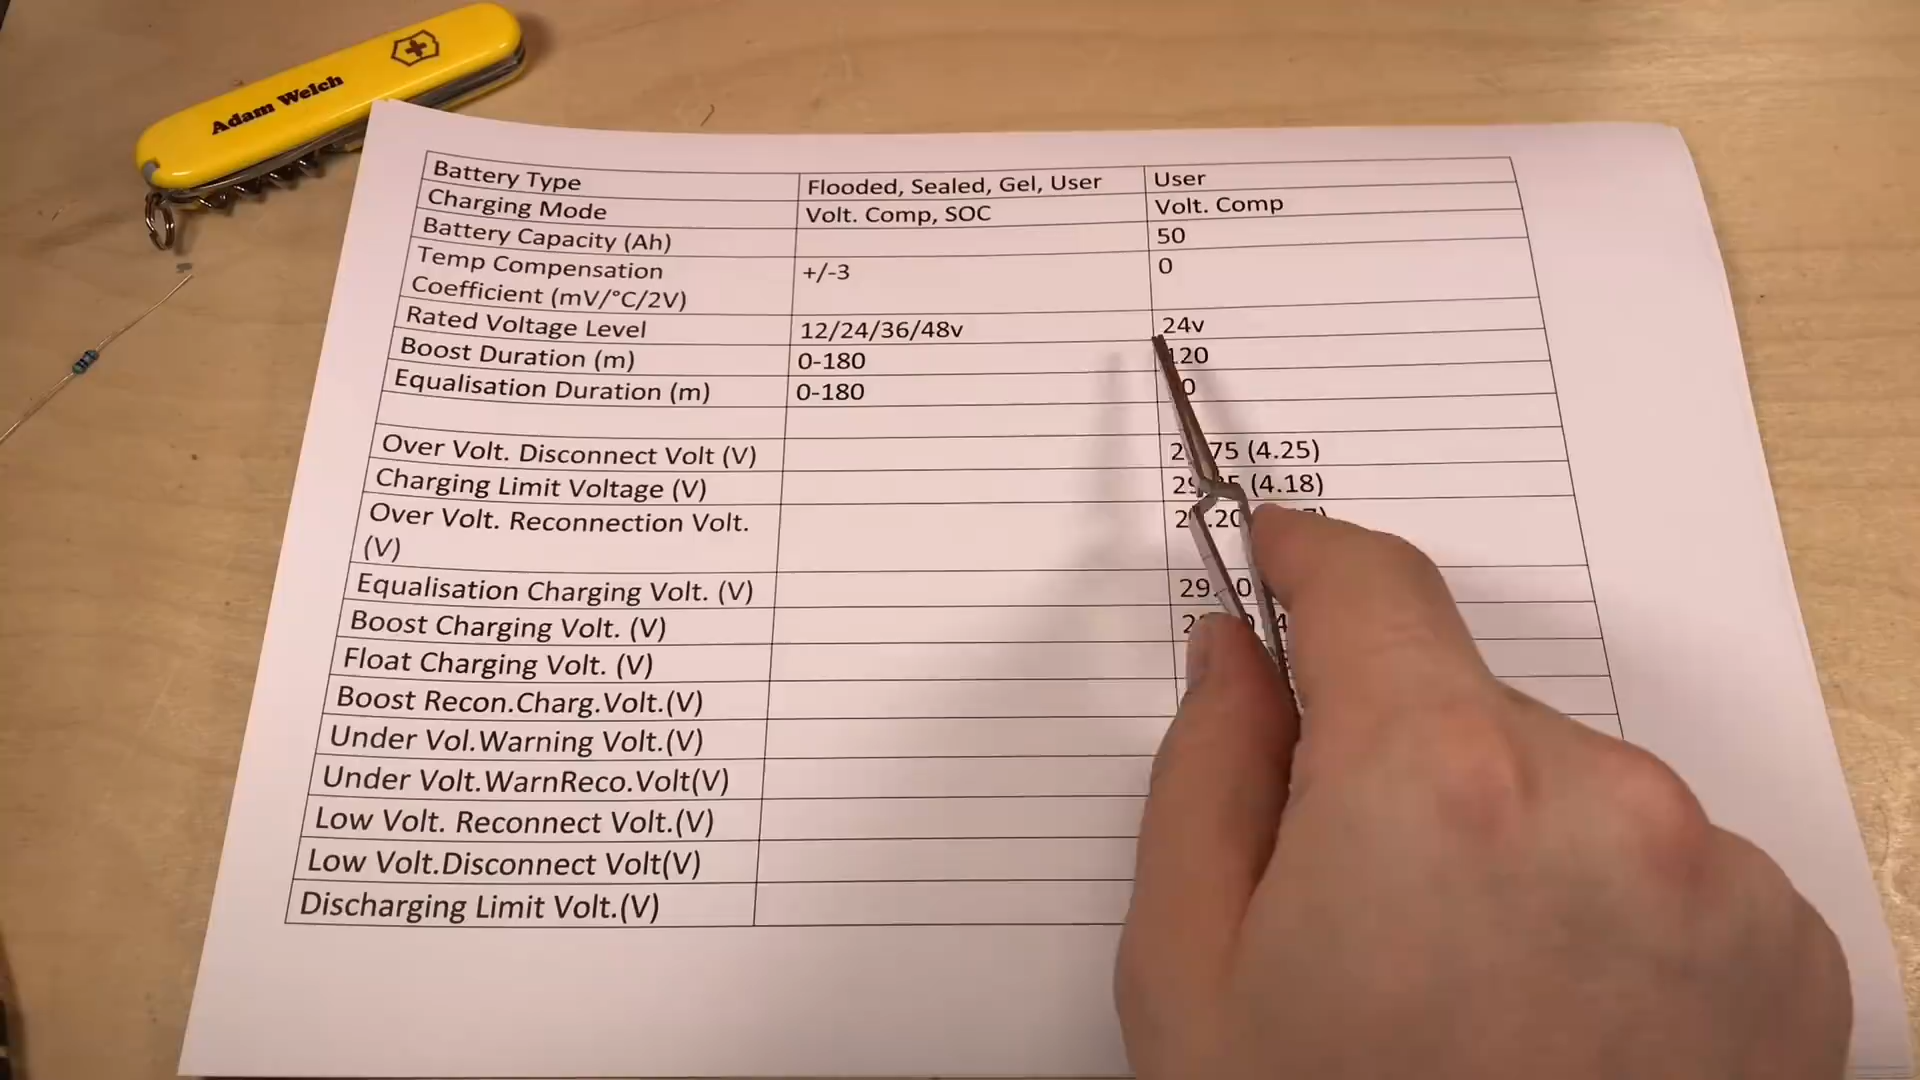 Adam Welch
Battery Type Flooded, Sealed, Gel, User User
Charging Mode Volt. Comp, SOC Volt. Comp
Battery Capacity (Ah) 50
Temp Compensation +/-3 0
Coefficient (mV/°C/2V)
Rated Voltage Level 12/24/36/48v 24v
Boost Duration (m) 0-180 120
Equalisation Duration (m) 0-180
Over Volt. Disconnect Volt (V) (4.25)
Charging Limit Voltage (V) (4.18)
Over Volt. Reconnection Volt.
(V)
Equalisation Charging Volt. (V)
Boost Charging Volt. (V)
Float Charging Volt. (V)
Boost Recon.Charg.Volt.(V)
Under Vol.Warning Volt.(V)
Under Volt.WarnReco.Volt(V)
Low Volt. Reconnect Volt.(V)
Low Volt.Disconnect Volt(V)
Discharging Limit Volt.(V)